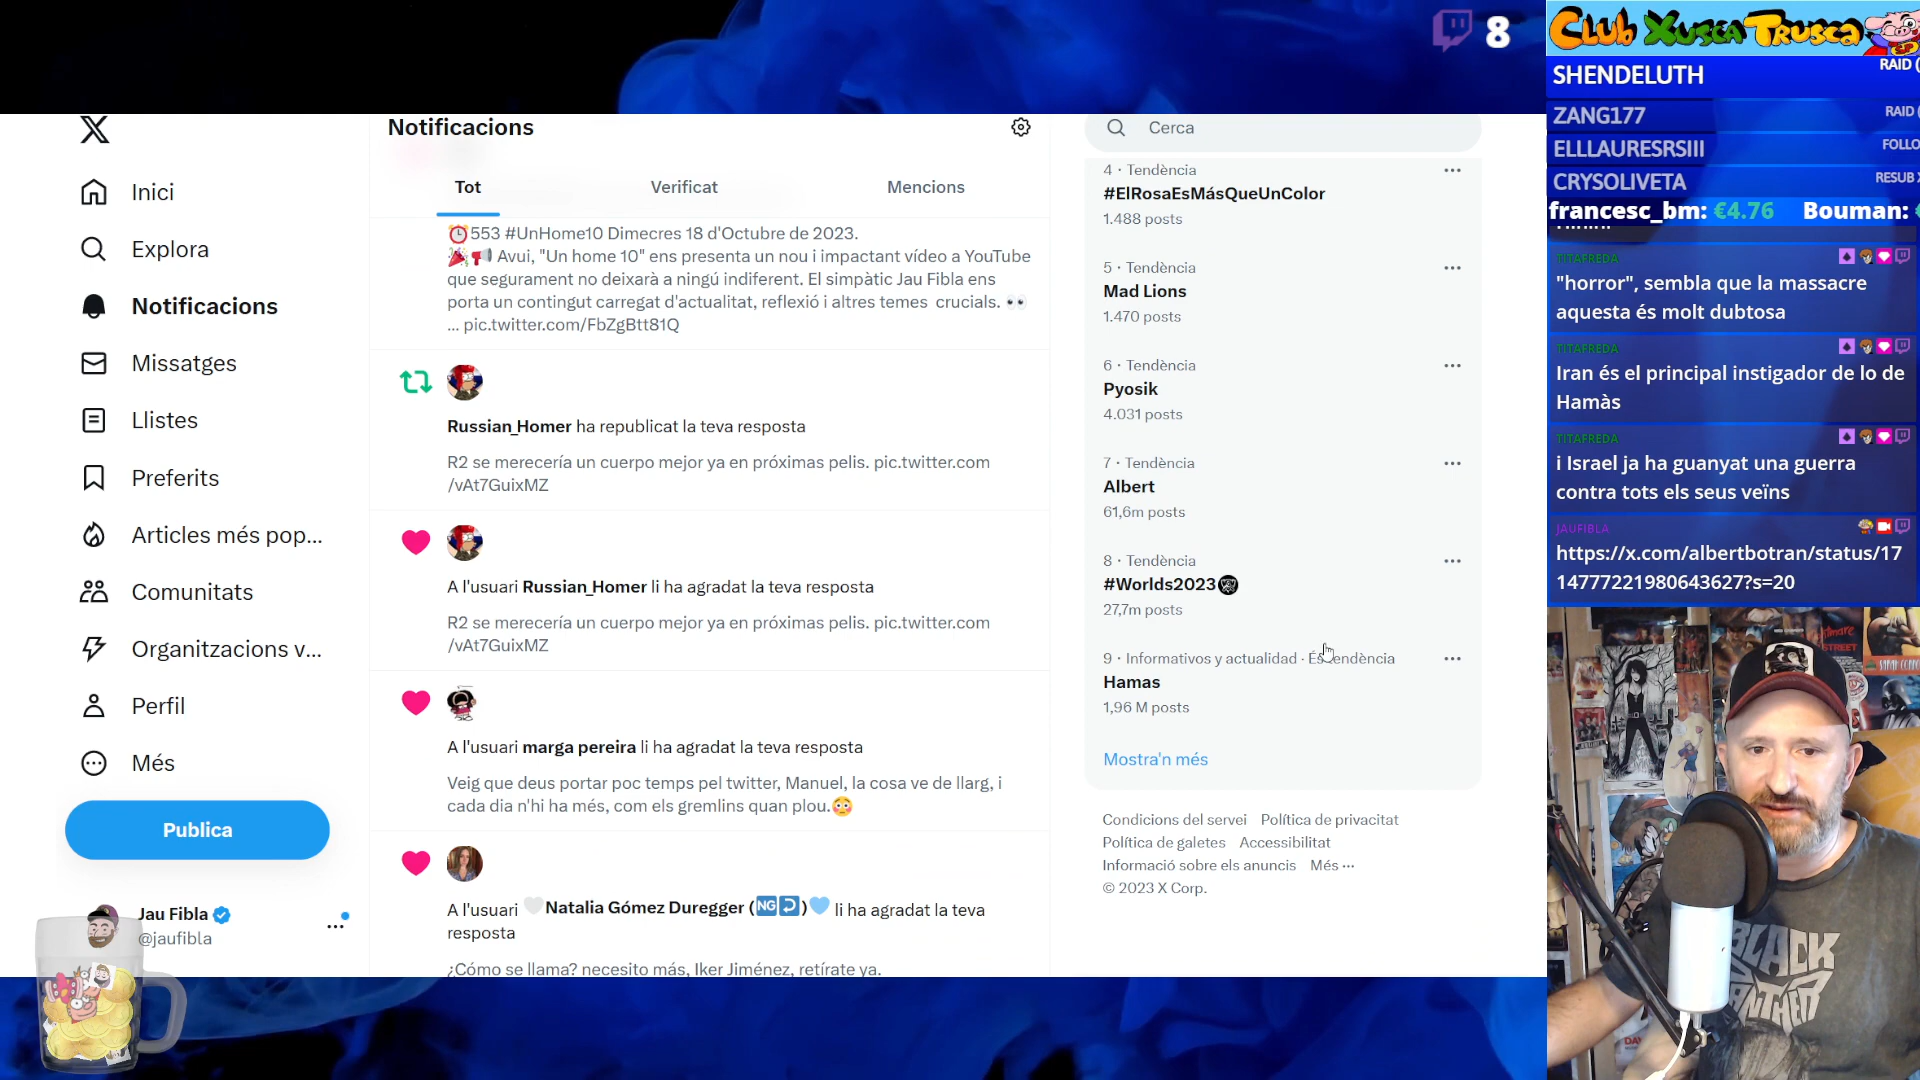 8
X
Inici
Explora
Notificacions
Missatges
Llistes
Preferits
Articles més pop...
Comunitats
Organitzacions v...
Perfil
Més
Publica
Jau Fibla
@jaufibla
Notificacions
Tot
Verificat
Mencions
⏰553 #UnHome10 Dimecres 18 d'Octubre de 2023.
🎉📢 Avui, "Un home 10" ens presenta un nou i impactant vídeo a YouTube
que segurament no deixarà a ningú indiferent. El simpàtic Jau Fibla ens
porta un contingut carregat d'actualitat, reflexió i altres temes crucials. 👀
... pic.twitter.com/FbZgBtt81Q
Russian_Homer ha republicat la teva resposta
R2 se merecería un cuerpo mejor ya en próximas pelis. pic.twitter.com
/vAt7GuixMZ
A l'usuari Russian_Homer li ha agradat la teva resposta
R2 se merecería un cuerpo mejor ya en próximas pelis. pic.twitter.com
/vAt7GuixMZ
A l'usuari marga pereira li ha agradat la teva resposta
Veig que deus portar poc temps pel twitter, Manuel, la cosa ve de llarg, i
cada dia n'hi ha més, com els gremlins quan plou.😳
A l'usuari 🤍Natalia Gómez Duregger (🆖⮌)🩵 li ha agradat la teva
resposta
¿Cómo se llama? necesito más, Iker Jiménez, retírate ya.
Cerca
4 · Tendència
#ElRosaEsMásQueUnColor
1.488 posts
5 · Tendència
Mad Lions
1.470 posts
6 · Tendència
Pyosik
4.031 posts
7 · Tendència
Albert
61,6m posts
8 · Tendència
#Worlds2023
27,7m posts
9 · Informativos y actualidad · És tendència
Hamas
1,96 M posts
Mostra'n més
Condicions del servei Política de privacitat
Política de galetes Accessibilitat
Informació sobre els anuncis Més ···
© 2023 X Corp.
Club Xusca Trusca
SHENDELUTH RAID (
ZANG177 RAID (
ELLLAURESRSIII FOLLO
CRYSOLIVETA RESUB X
francesc_bm: €4.76 Bouman: €
TITAFREDA
"horror", sembla que la massacre
aquesta és molt dubtosa
TITAFREDA
Iran és el principal instigador de lo de
Hamàs
TITAFREDA
i Israel ja ha guanyat una guerra
contra tots els seus veïns
JAUFIBLA
https://x.com/albertbotran/status/17
14777221980643627?s=20
BLACK
PANTHER